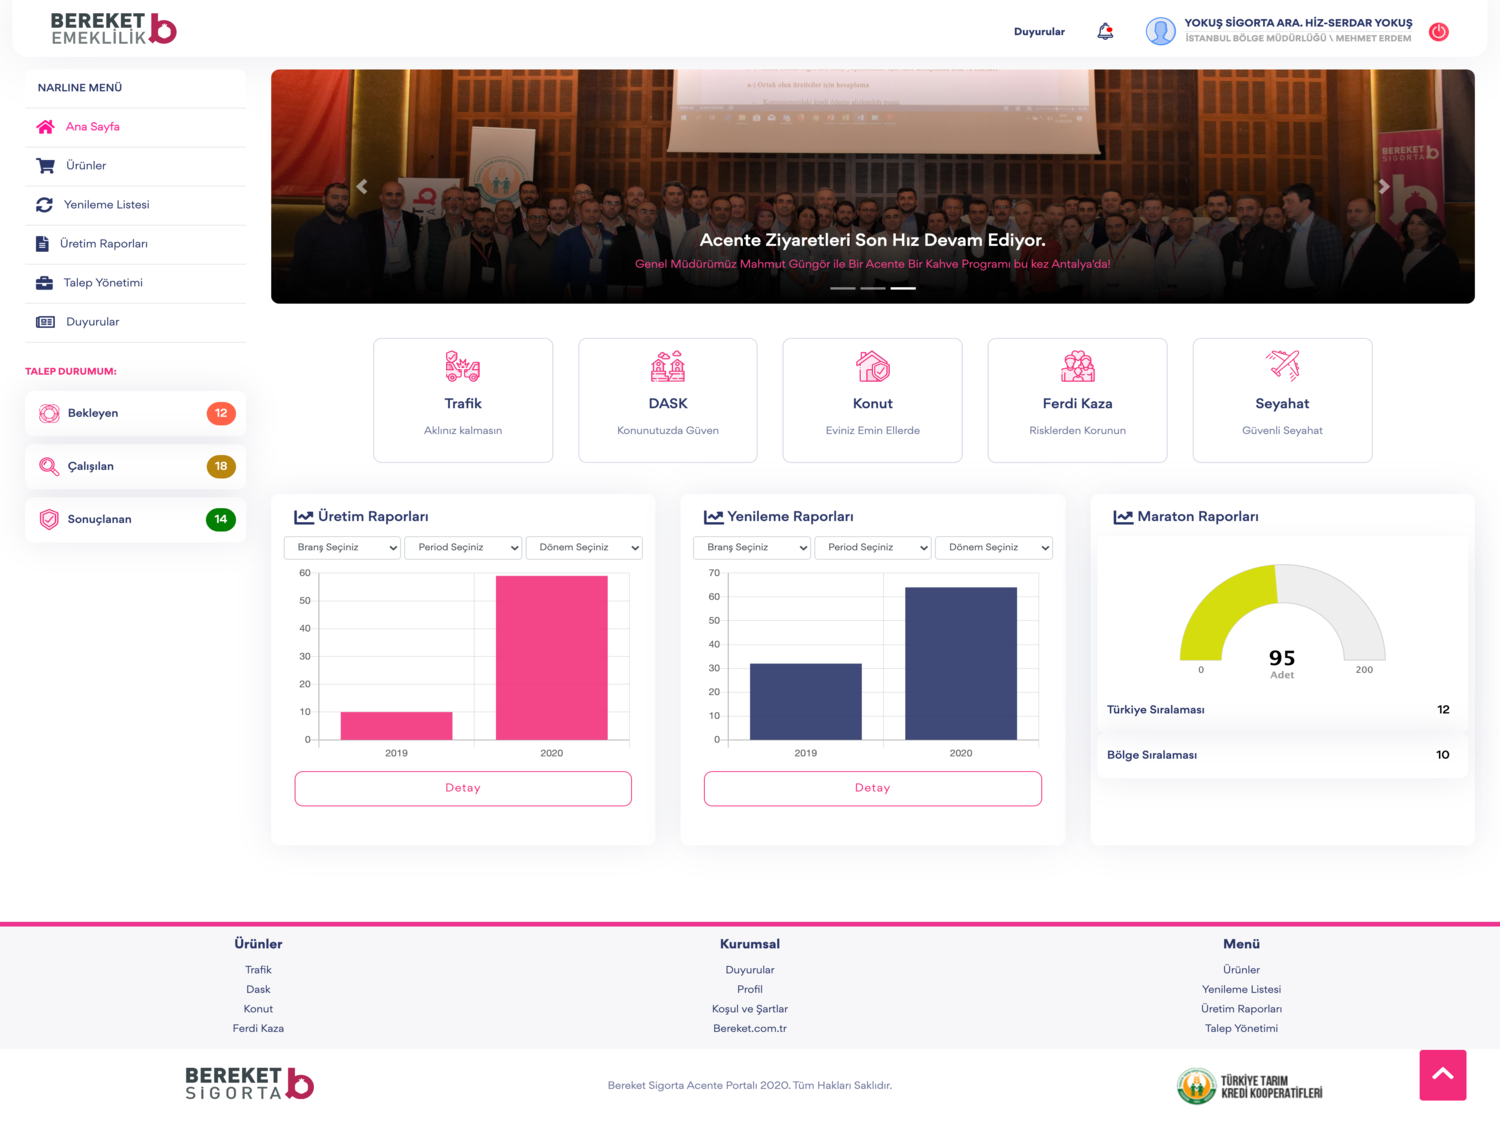 BEREKET
EMEKLİLİK
Duyurular
YOKUŞ SİGORTA ARA. HİZ-SERDAR YOKUŞ
İSTANBUL BÖLGE MÜDÜRLÜĞÜ \ MEHMET ERDEM
NARLINE MENÜ
Ana Sayfa
Ürünler
Yenileme Listesi
Üretim Raporları
Talep Yönetimi
Duyurular
TALEP DURUMUM:
Bekleyen 12
Çalışılan 18
Sonuçlanan 14
BEREKET
SİGORTA
Acente Ziyaretleri Son Hız Devam Ediyor.
Genel Müdürümüz Mahmut Güngör ile Bir Acente Bir Kahve Programı bu kez Antalya'da!
Trafik
Aklınız kalmasın
DASK
Konunutuzda Güven
Konut
Eviniz Emin Ellerde
Ferdi Kaza
Risklerden Korunun
Seyahat
Güvenli Seyahat
Üretim Raporları
Branş Seçiniz Period Seçiniz Dönem Seçiniz
60
50
40
30
20
10
0
2019 2020
Detay
Yenileme Raporları
Branş Seçiniz Period Seçiniz Dönem Seçiniz
70
60
50
40
30
20
10
0
2019 2020
Detay
Maraton Raporları
95
Adet
0 200
Türkiye Sıralaması 12
Bölge Sıralaması 10
Ürünler
Trafik
Dask
Konut
Ferdi Kaza
Kurumsal
Duyurular
Profil
Koşul ve Şartlar
Bereket.com.tr
Menü
Ürünler
Yenileme Listesi
Üretim Raporları
Talep Yönetimi
BEREKET
SİGORTA
Bereket Sigorta Acente Portalı 2020. Tüm Hakları Saklıdır.
TÜRKİYE TARIM
KREDİ KOOPERATİFLERİ